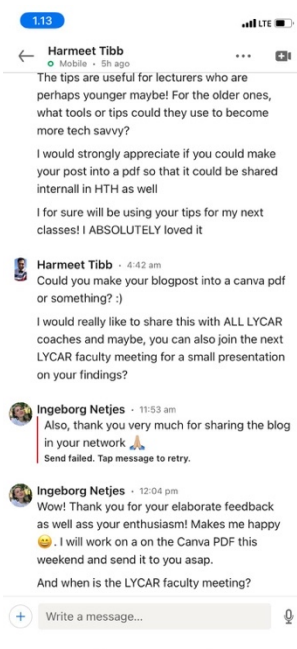 1.13
LTE
Harmeet Tibb
Mobile • 5h ago
The tips are useful for lecturers who are
perhaps younger maybe! For the older ones,
what tools or tips could they use to become
more tech savvy?
I would strongly appreciate if you could make
your post into a pdf so that it could be shared
internall in HTH as well
I for sure will be using your tips for my next
classes! I ABSOLUTELY loved it
Harmeet Tibb • 4:42 am
Could you make your blogpost into a canva pdf
or something? :)
I would really like to share this with ALL LYCAR
coaches and maybe, you can also join the next
LYCAR faculty meeting for a small presentation
on your findings?
Ingeborg Netjes • 11:53 am
Also, thank you very much for sharing the blog
in your network 🙏🏼
Send failed. Tap message to retry.
Ingeborg Netjes • 12:04 pm
Wow! Thank you for your elaborate feedback
as well ass your enthusiasm! Makes me happy
😀. I will work on a on the Canva PDF this
weekend and send it to you asap.
And when is the LYCAR faculty meeting?
Write a message...